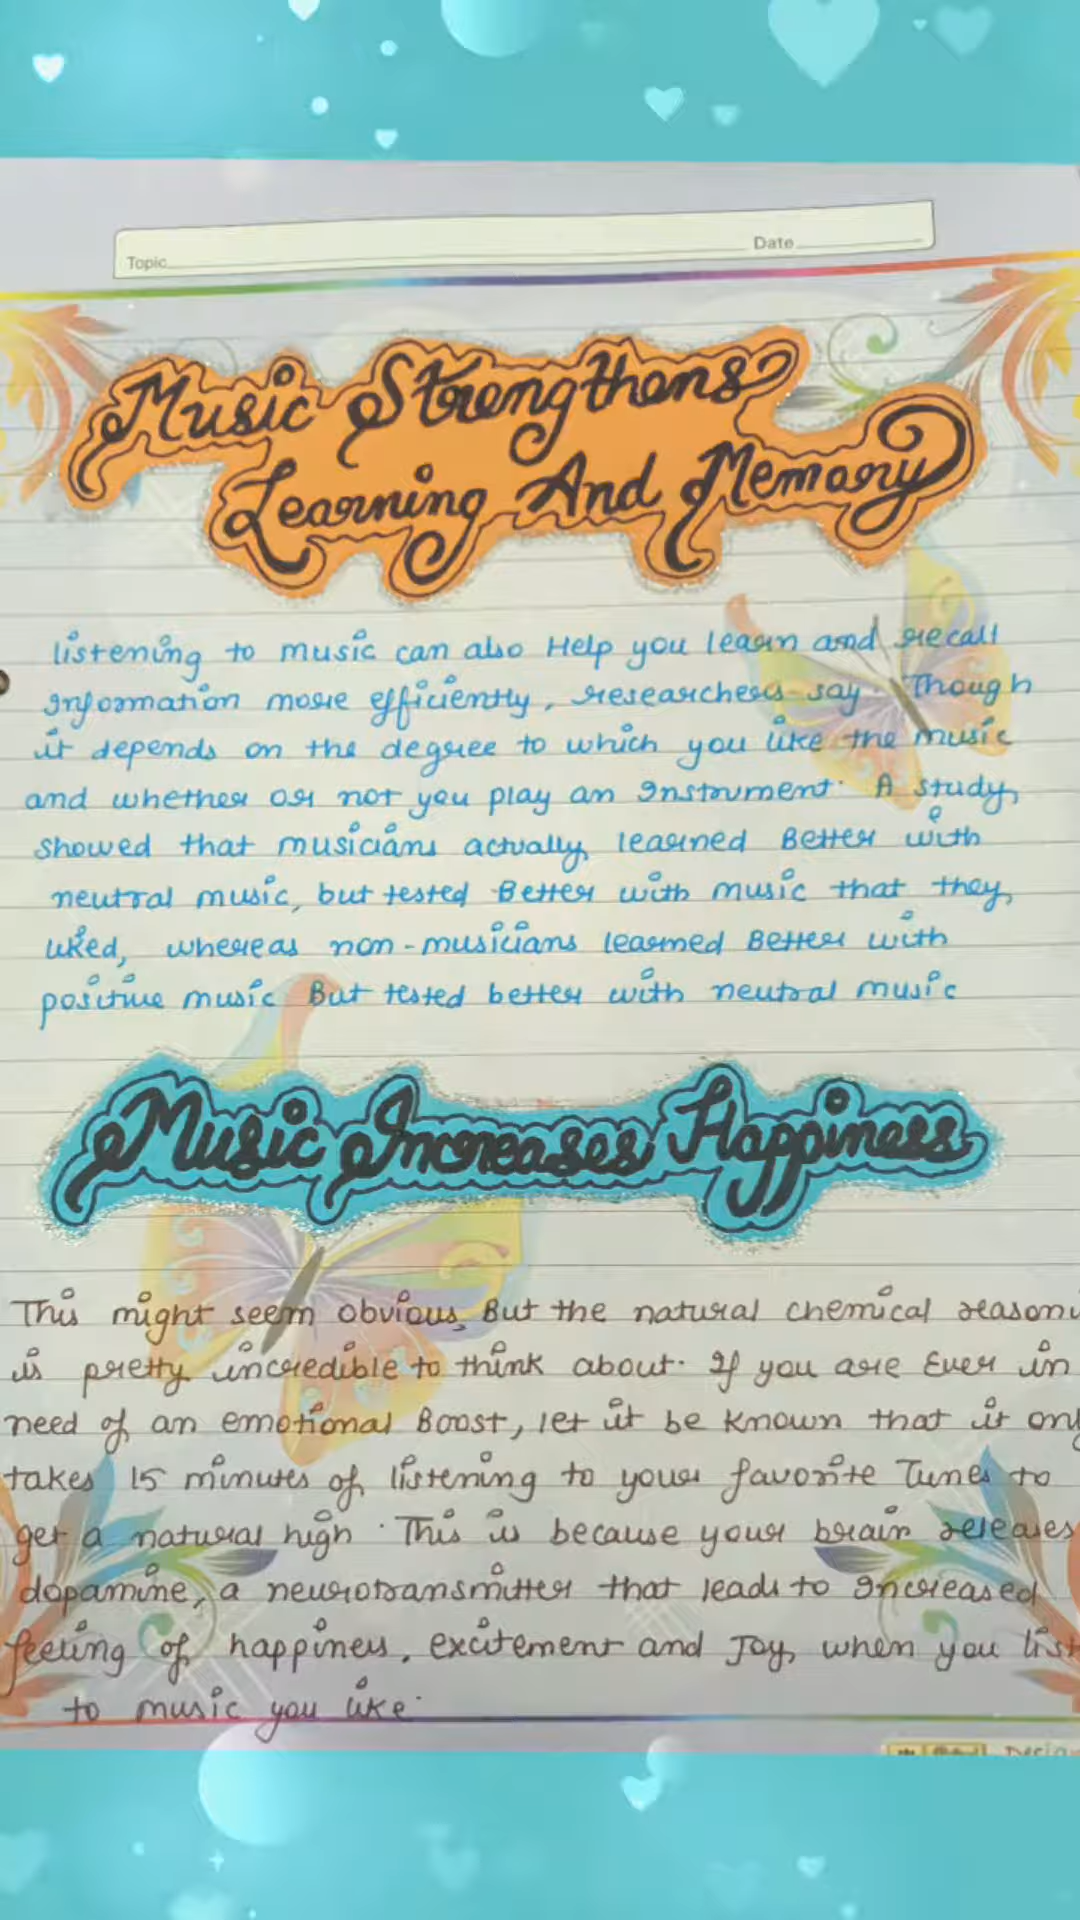 Topic
Date
Music Strengthens
Learning And Memory
listening to music can also Help you learn and recall
Information more efficiently, researchers say. Though
it depends on the degree to which you like the music
and whether or not you play an Instrument. A study,
showed that musicians actually learned Better with
neutral music, but tested Better with music that they
liked, whereas non-musicians learned Better with
positive music But tested better with neutral music
Music Increases Happiness
This might seem obvious, But the natural chemical
is pretty incredible to think about. If you are Ever in
need of an emotional Boost, let it be known that it
takes 15 minutes of listening to your favorite Tunes to
get a natural high. This is because your brain releases
dopamine, a neurotransmitter that leads to Increased
feeling of happiness, excitement and Joy, when you
to music you like.